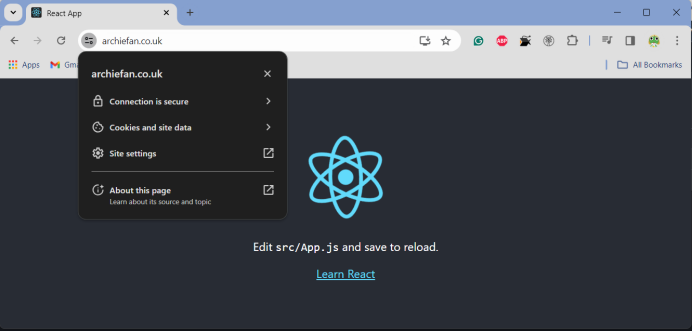 React App
archiefan.co.uk
Apps
Gm
All Bookmarks
archiefan.co.uk
Connection is secure
Cookies and site data
Site settings
About this page
Learn about its source and topic
ABP
Edit src/App.js and save to reload.
Learn React